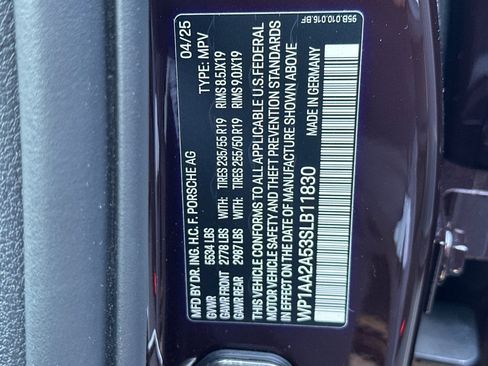 MFD BY DR. ING. H.C. F. PORSCHE AG 04/25
GVWR 5534 LBS TYPE: MPV
GAWR FRONT 2778 LBS WITH: TIRES 235/55 R19 RIMS 8.5JX19
GAWR REAR 2987 LBS WITH: TIRES 255/50 R19 RIMS 9.0JX19
THIS VEHICLE CONFORMS TO ALL APPLICABLE U.S. FEDERAL
MOTOR VEHICLE SAFETY AND THEFT PREVENTION STANDARDS
IN EFFECT ON THE DATE OF MANUFACTURE SHOWN ABOVE
WP1AA2A53SLB11830 MADE IN GERMANY
95B.010.016.BF